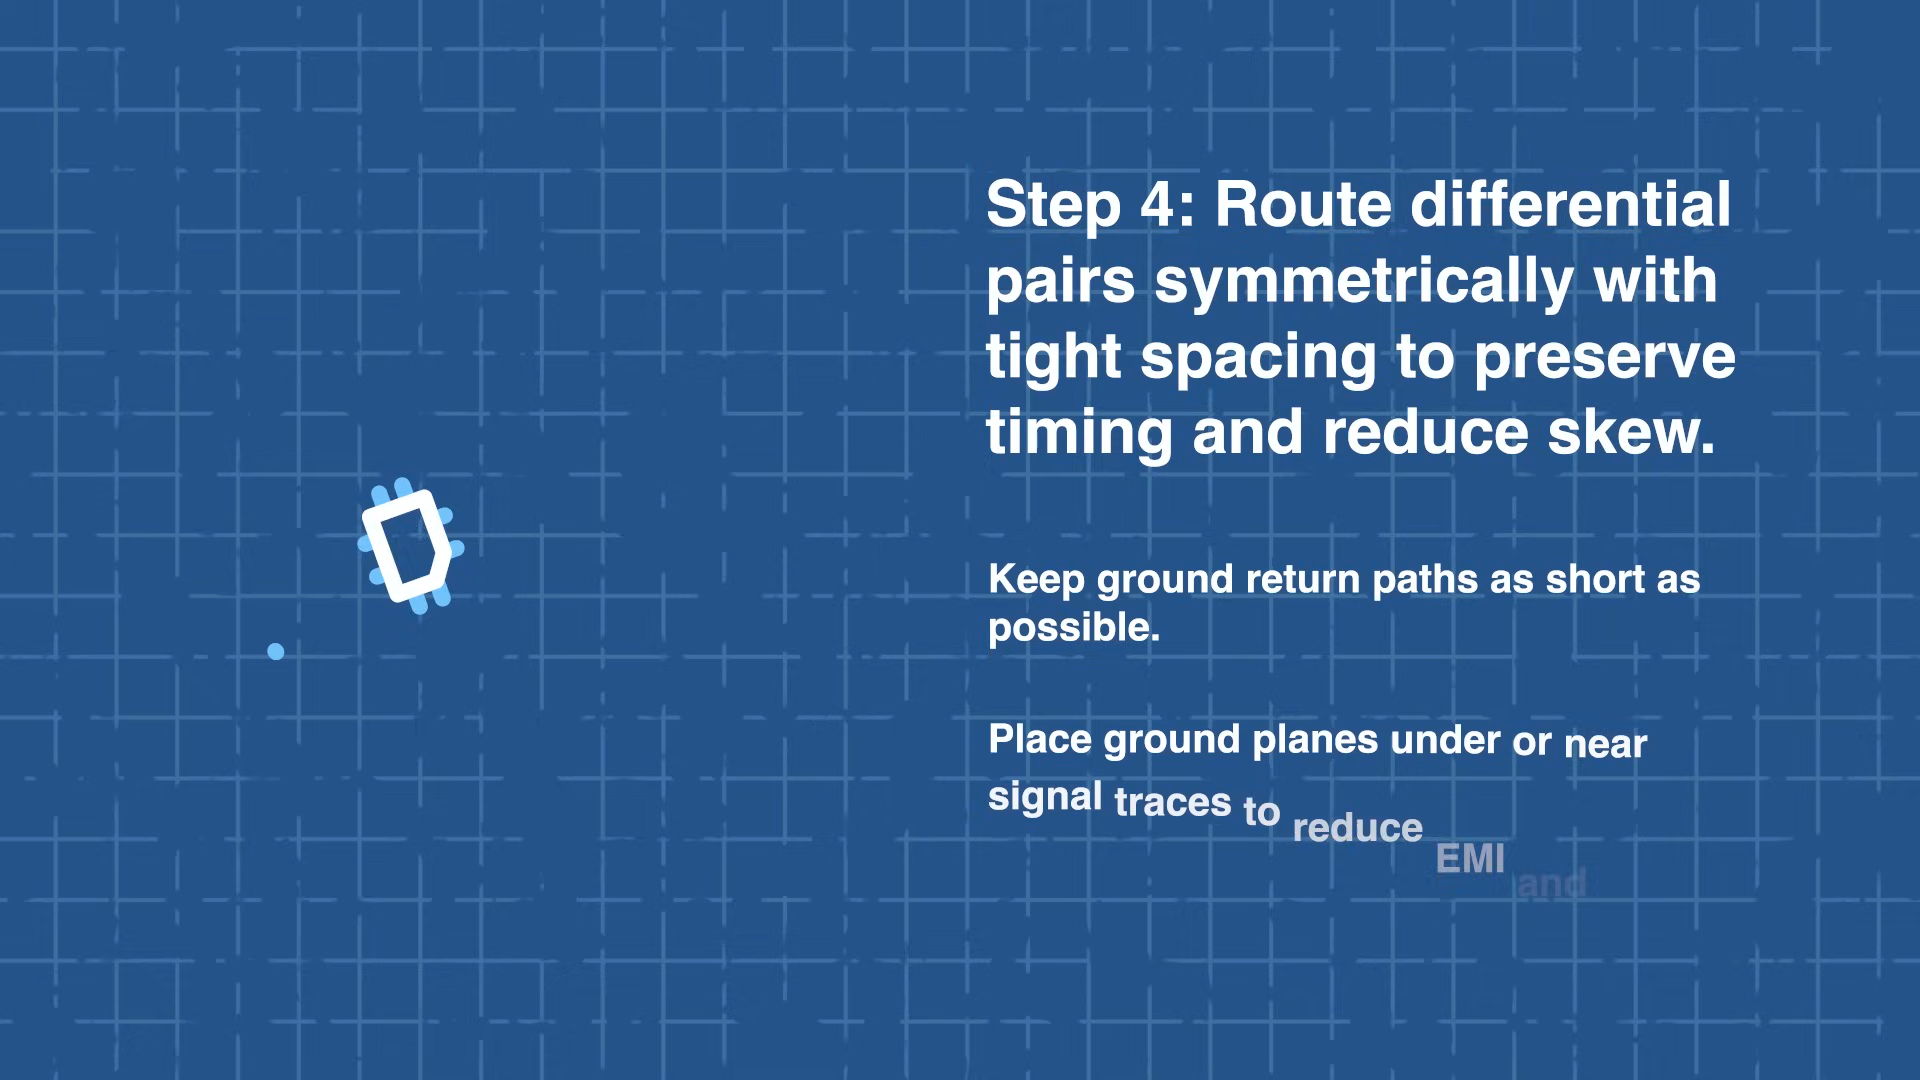 Step 4: Route differential
pairs symmetrically with
tight spacing to preserve
timing and reduce skew.
Keep ground return paths as short as
possible.
Place ground planes under or near
signal traces to reduce EMI and